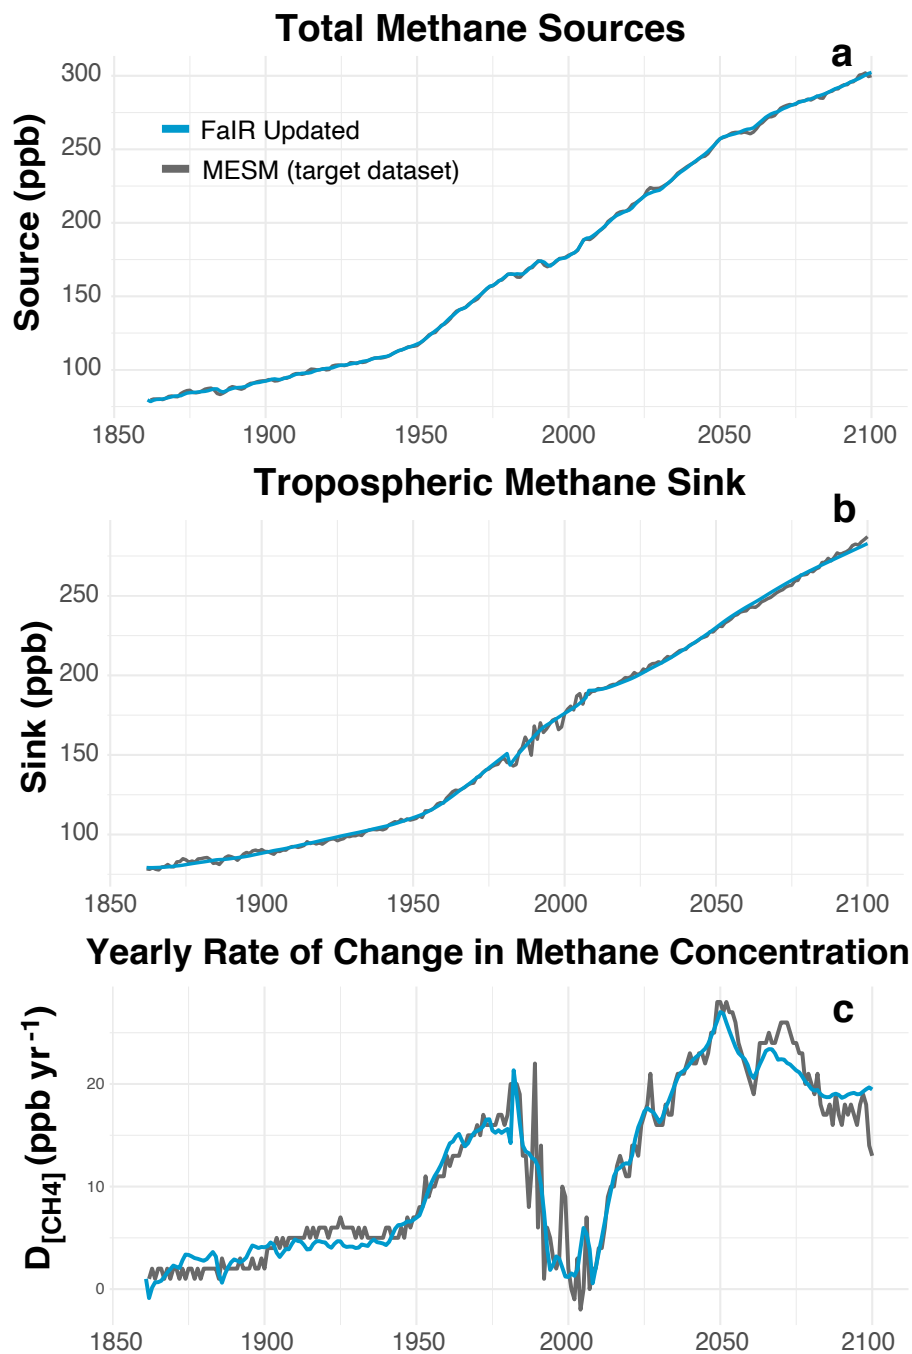 Total Methane Sources
a
300
250
200
150
100
Source (ppb)
FaIR Updated
MESM (target dataset)
1850 1900 1950 2000 2050 2100
Tropospheric Methane Sink
b
250
200
150
100
Sink (ppb)
1850 1900 1950 2000 2050 2100
Yearly Rate of Change in Methane Concentration
c
20
10
0
D[CH4] (ppb yr-1)
1850 1900 1950 2000 2050 2100